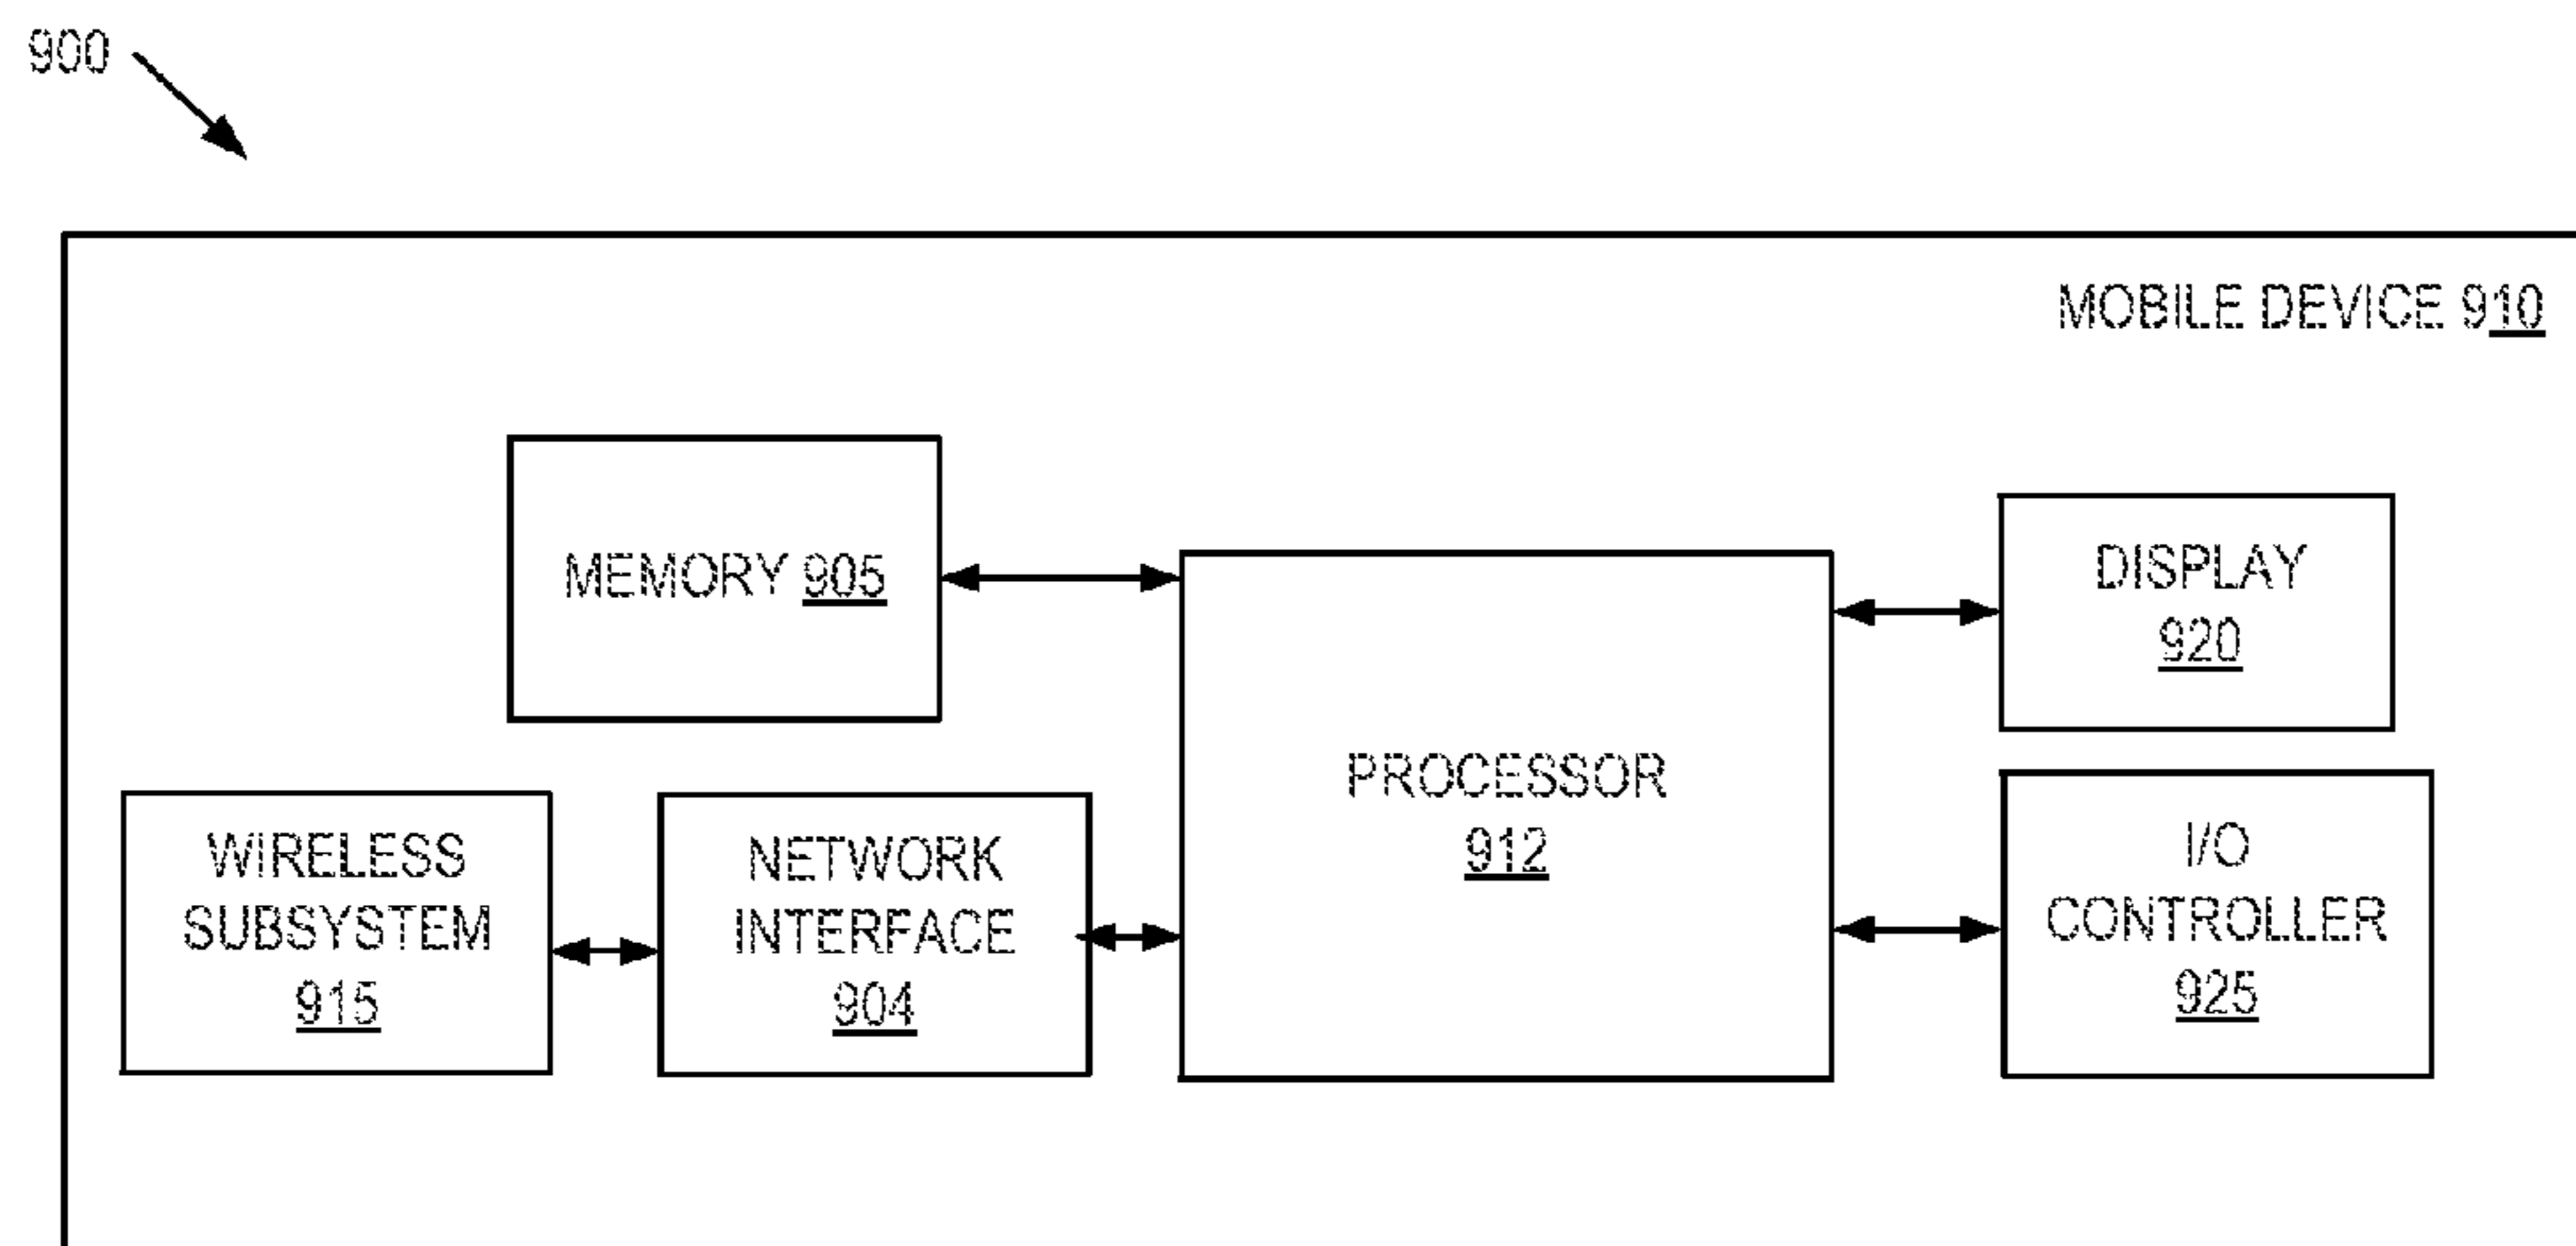 900
MOBILE DEVICE 910
MEMORY 905
DISPLAY
920
PROCESSOR
912
WIRELESS
SUBSYSTEM
915
NETWORK
INTERFACE
904
I/O
CONTROLLER
925